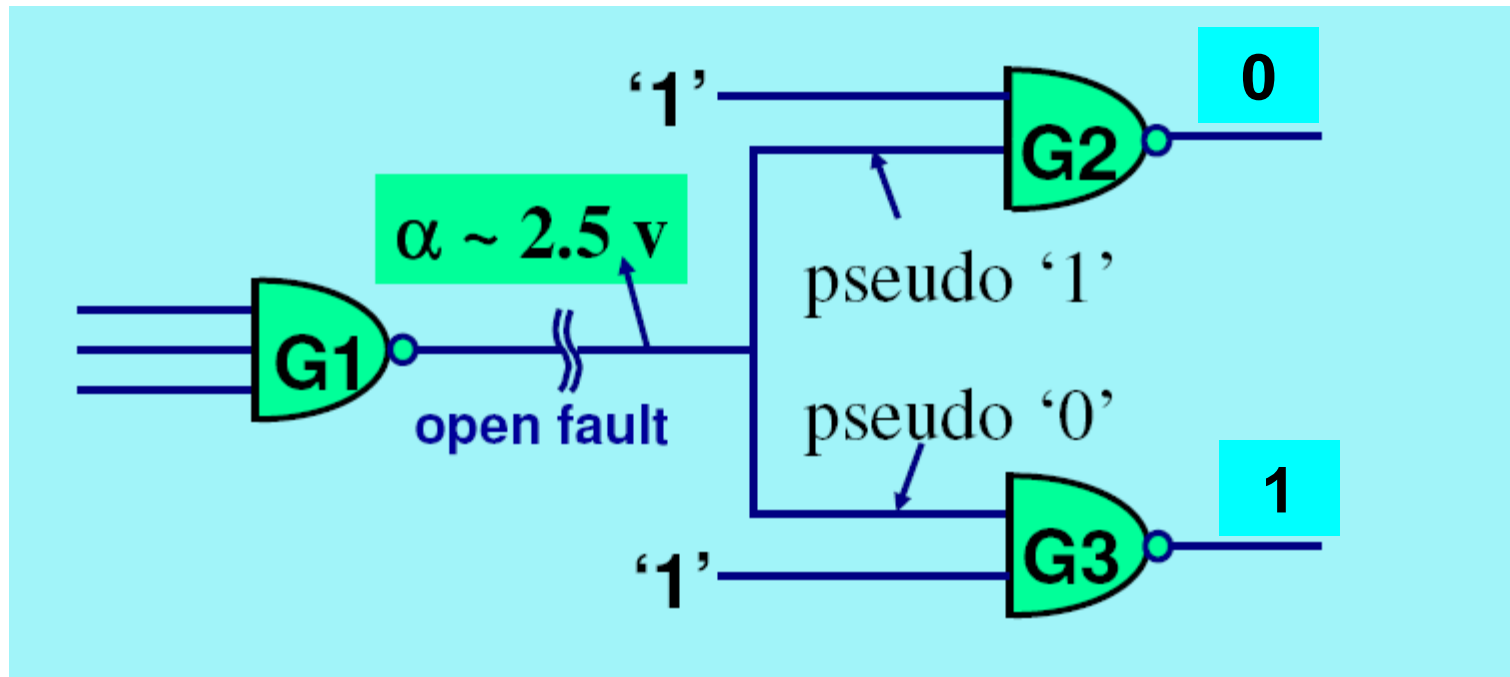 0
‘1’
G2
α ~ 2.5 v
pseudo ‘1’
G1
open fault
pseudo ‘0’
1
G3
‘1’